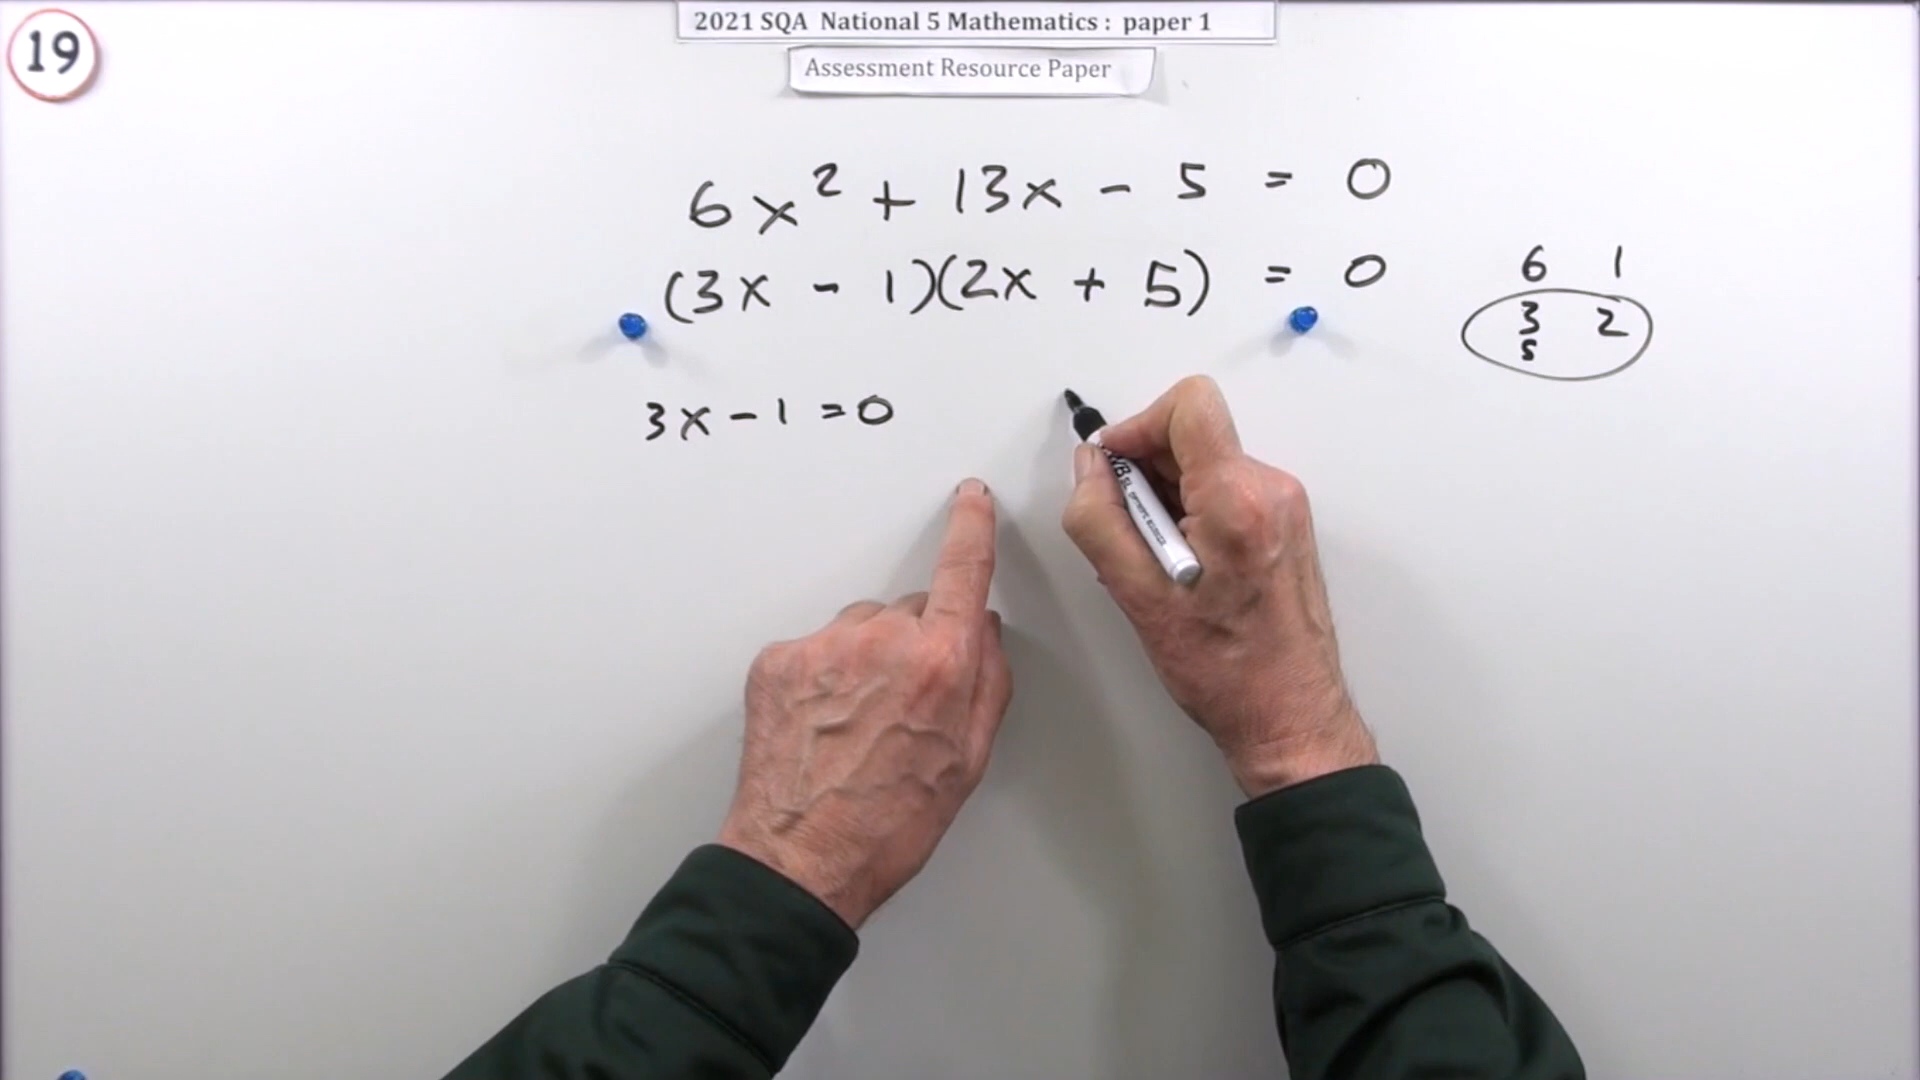 19
2021 SQA National 5 Mathematics : paper 1
Assessment Resource Paper
6x² + 13x - 5 = 0
(3x - 1)(2x + 5) = 0
6 1
3 2
5
3x - 1 = 0